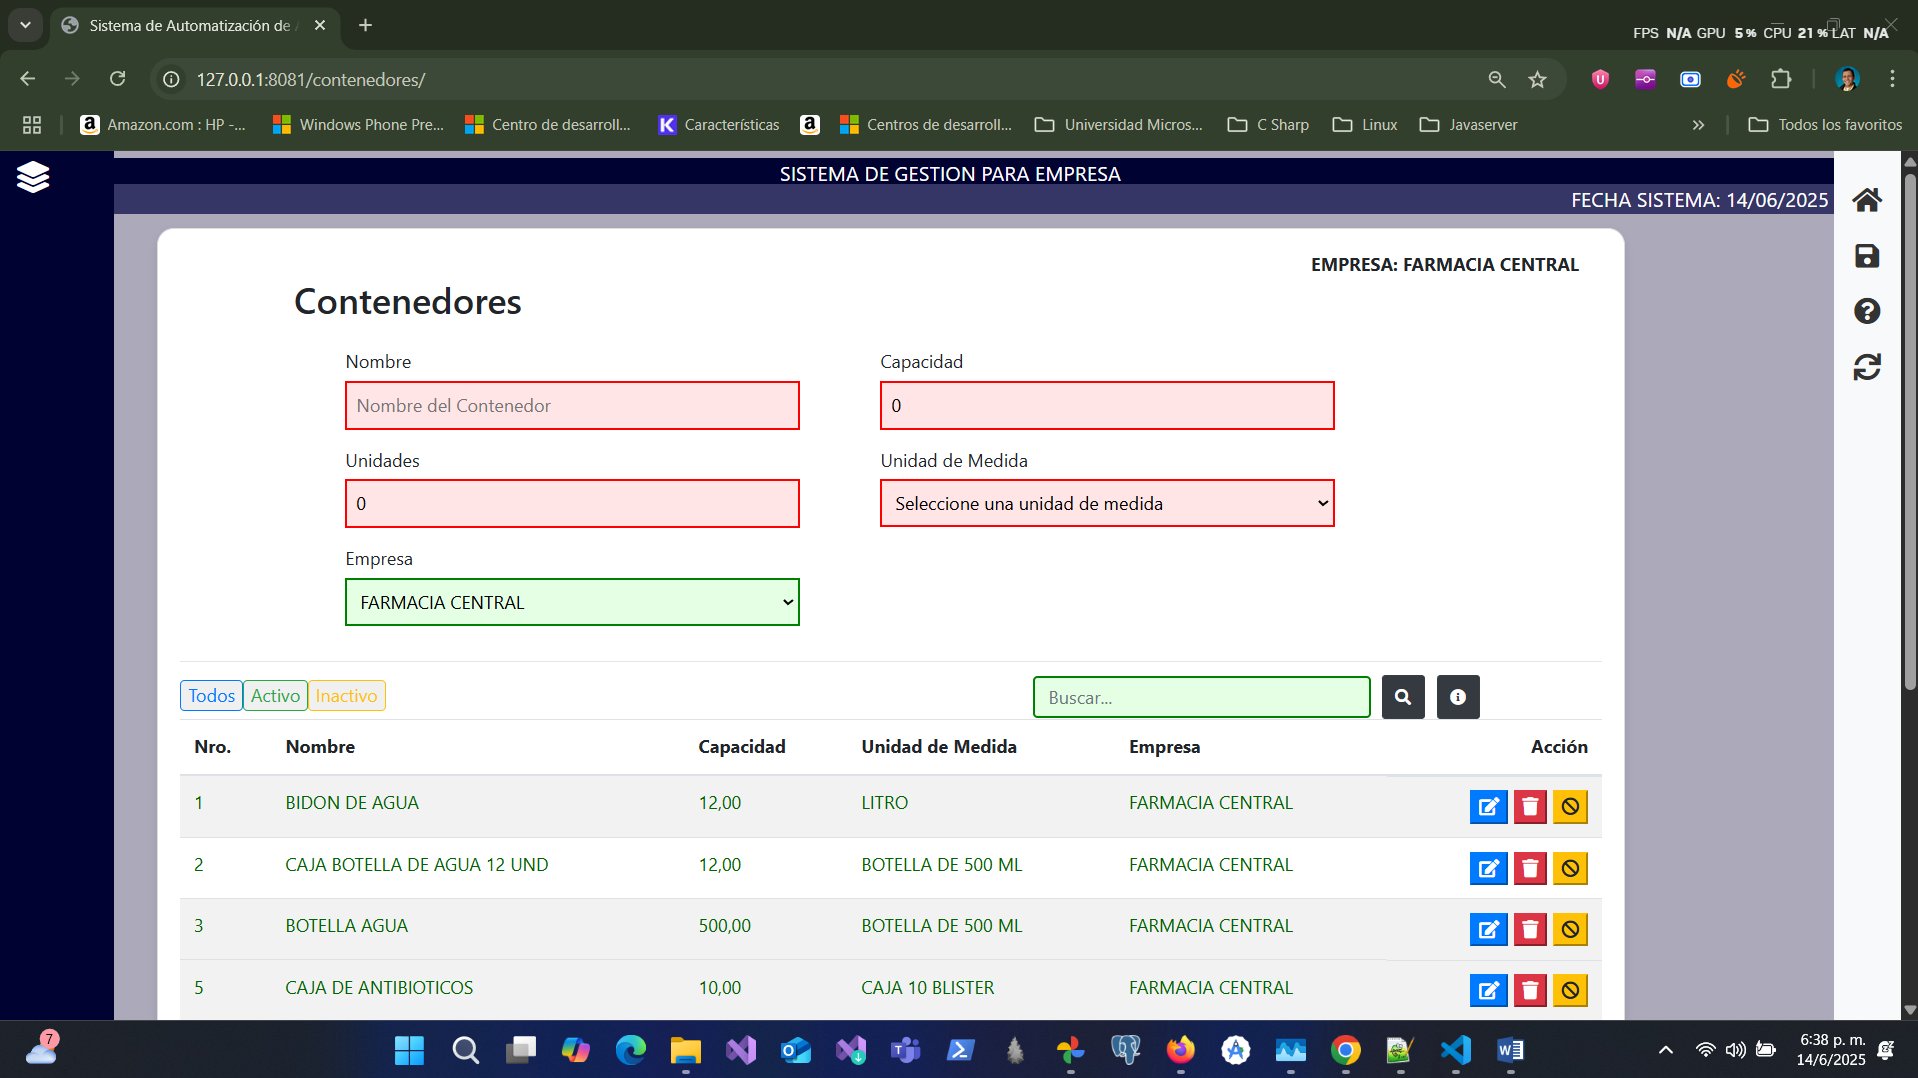 Sistema de Automatización de A
FPS N/A GPU 5% CPU 21% LAT N/A
127.0.0.1:8081/contenedores/
Amazon.com : HP -...
Windows Phone Pre...
Centro de desarroll...
Características
Centros de desarroll...
Universidad Micros...
C Sharp
Linux
Javaserver
Todos los favoritos
SISTEMA DE GESTION PARA EMPRESA
FECHA SISTEMA: 14/06/2025
EMPRESA: FARMACIA CENTRAL
Contenedores
Nombre Capacidad
Nombre del Contenedor 0
Unidades Unidad de Medida
0 Seleccione una unidad de medida
Empresa
FARMACIA CENTRAL
Todos Activo Inactivo Buscar...
Nro. Nombre Capacidad Unidad de Medida Empresa Acción
1 BIDON DE AGUA 12,00 LITRO FARMACIA CENTRAL
2 CAJA BOTELLA DE AGUA 12 UND 12,00 BOTELLA DE 500 ML FARMACIA CENTRAL
3 BOTELLA AGUA 500,00 BOTELLA DE 500 ML FARMACIA CENTRAL
5 CAJA DE ANTIBIOTICOS 10,00 CAJA 10 BLISTER FARMACIA CENTRAL
7
6:38 p. m.
14/6/2025